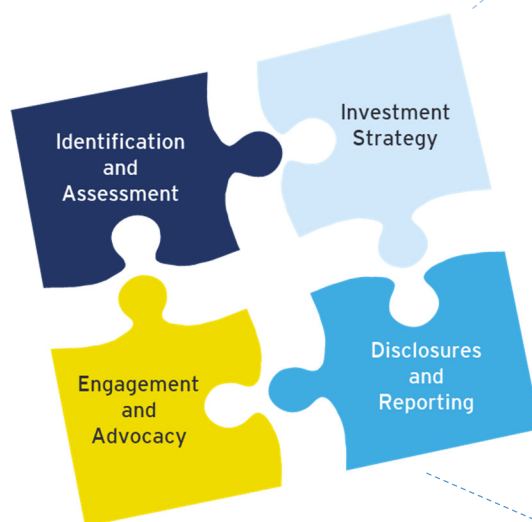 Identification
and
Assessment
Investment
Strategy
Engagement
and
Advocacy
Disclosures
and
Reporting